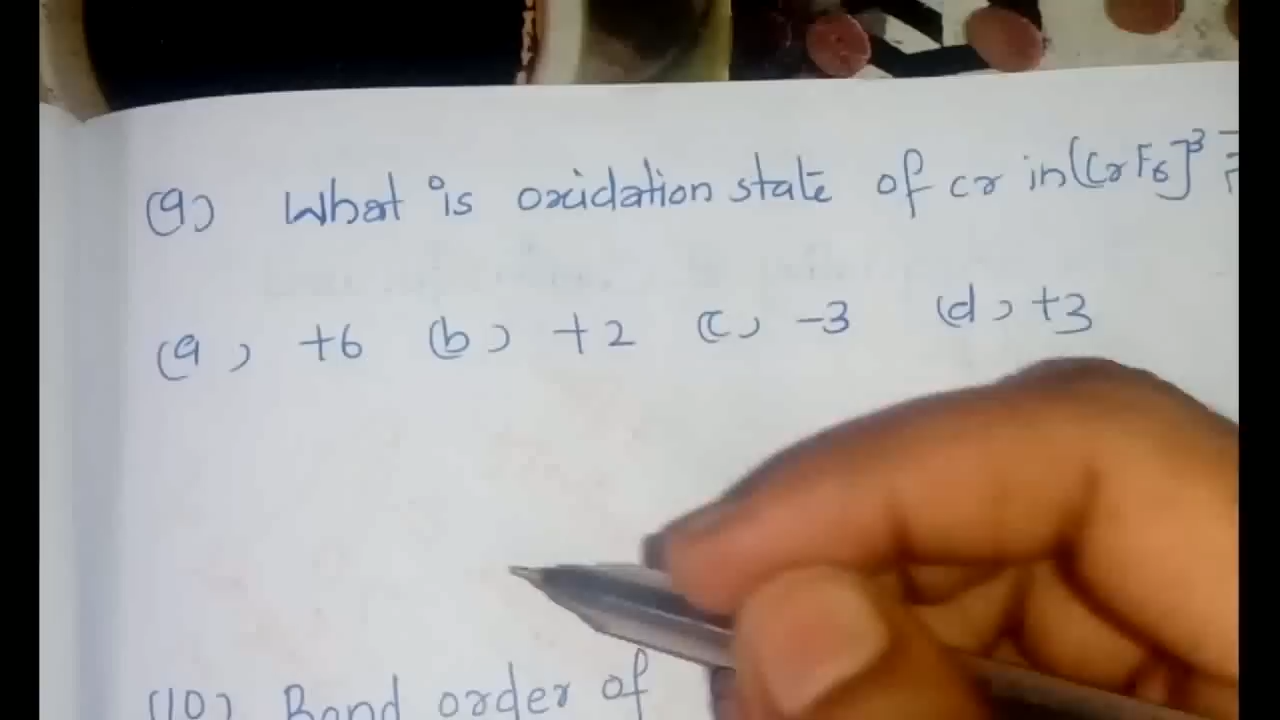 (9) What is oxidation state of cr in [CrF6]^3- ?
(a) +6 (b) +2 (c) -3 (d) +3
(10) Bond order of